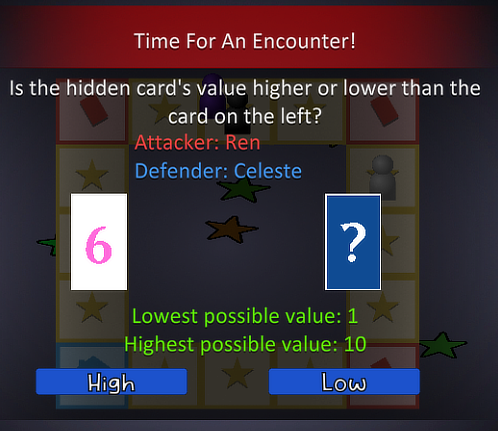 Time For An Encounter!
Is the hidden card's value higher or lower than the
card on the left?
Attacker: Ren
Defender: Celeste
6
?
Lowest possible value: 1
Highest possible value: 10
High
Low